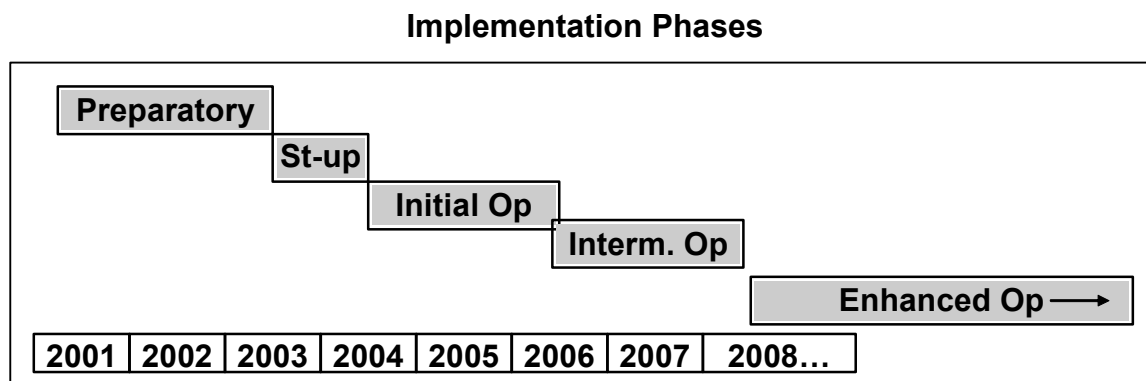 Implementation Phases
Preparatory
St-up
Initial Op
Interm. Op
Enhanced Op
2001 2002 2003 2004 2005 2006 2007 2008…